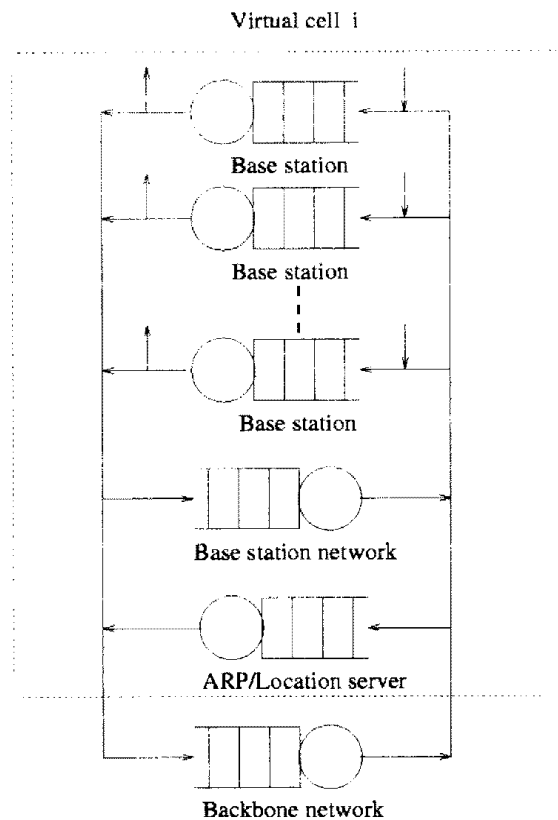 Virtual cell i
Base station
Base station
Base station
Base station network
ARP/Location server
Backbone network